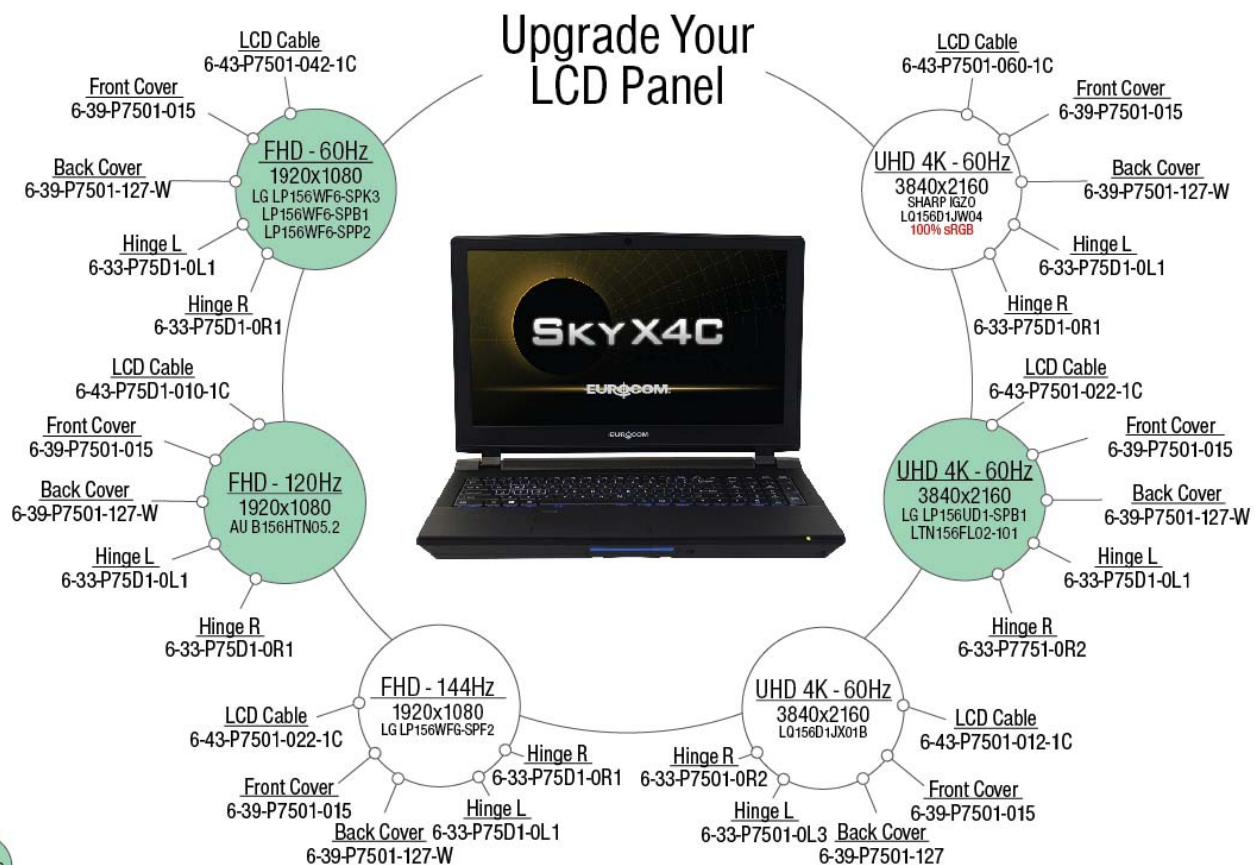 Upgrade Your
LCD Panel
LCD Cable
6-43-P7501-042-1C
Front Cover
6-39-P7501-015
Back Cover
6-39-P7501-127-W
Hinge L
6-33-P75D1-0L1
Hinge R
6-33-P75D1-0R1
FHD - 60Hz
1920x1080
LG LP156WF6-SPK3
LP156WF6-SPB1
LP156WF6-SPP2
LCD Cable
6-43-P75D1-010-1C
Front Cover
6-39-P7501-015
Back Cover
6-39-P7501-127-W
Hinge L
6-33-P75D1-0L1
Hinge R
6-33-P75D1-0R1
FHD - 120Hz
1920x1080
AU B156HTN05.2
LCD Cable
6-43-P7501-022-1C
Front Cover
6-39-P7501-015
Back Cover
6-39-P7501-127-W
Hinge L
6-33-P75D1-0L1
Hinge R
6-33-P75D1-0R1
FHD - 144Hz
1920x1080
LG LP156WFG-SPF2
SKYX4C
EUROCOM
EUROCOM
LCD Cable
6-43-P7501-060-1C
Front Cover
6-39-P7501-015
Back Cover
6-39-P7501-127-W
Hinge L
6-33-P75D1-0L1
Hinge R
6-33-P75D1-0R1
UHD 4K - 60Hz
3840x2160
SHARP IGZO
LQ156D1JW04
100% sRGB
LCD Cable
6-43-P7501-022-1C
Front Cover
6-39-P7501-015
Back Cover
6-39-P7501-127-W
Hinge L
6-33-P75D1-0L1
Hinge R
6-33-P7751-0R2
UHD 4K - 60Hz
3840x2160
LG LP156UD1-SPB1
LTN156FL02-101
LCD Cable
6-43-P7501-012-1C
Front Cover
6-39-P7501-015
Back Cover
6-39-P7501-127
Hinge L
6-33-P7501-0L3
Hinge R
6-33-P7501-0R2
UHD 4K - 60Hz
3840x2160
LQ156D1JX01B